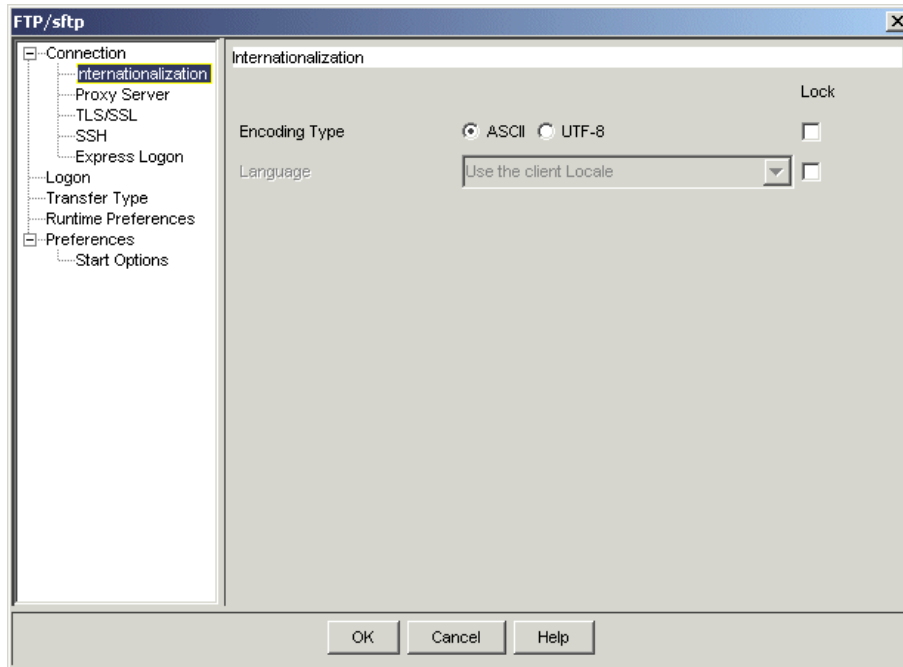 FTP/sftp
Connection
nternationalization
Proxy Server
TLS/SSL
SSH
Express Logon
Logon
Transfer Type
Runtime Preferences
Preferences
Start Options
Internationalization
Lock
Encoding Type ASCII UTF-8
Language Use the client Locale
OK Cancel Help